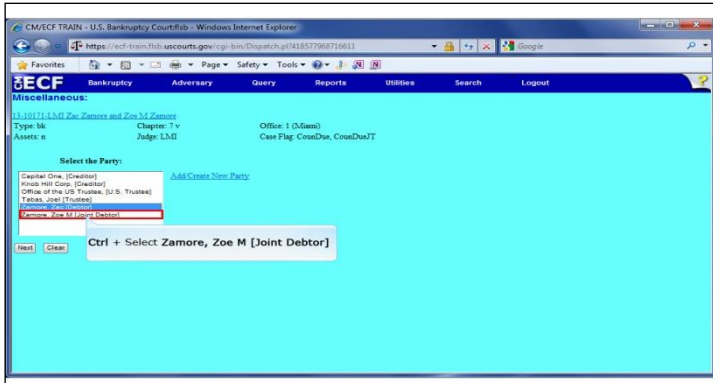 CM/ECF TRAIN - U.S. Bankruptcy Court:flsb - Windows Internet Explorer
https://ecf-train.flsb.uscourts.gov/cgi-bin/Dispatch.pl?418577968716611
Google
Favorites Page Safety Tools
ECF Bankruptcy Adversary Query Reports Utilities Search Logout ?
Miscellaneous:
13-10171-LMI Zac Zamore and Zoe M Zamore
Type: bk Chapter: 7 v Office: 1 (Miami)
Assets: n Judge: LMI Case Flag: CounDue, CounDueJT
Select the Party:
Capital One, [Creditor] Add/Create New Party
Knob Hill Corp, [Creditor]
Office of the US Trustee, [U.S. Trustee]
Tabas, Joel [Trustee]
Zamore, Zac [Debtor]
Zamore, Zoe M [Joint Debtor]
Ctrl + Select Zamore, Zoe M [Joint Debtor]
Next Clear